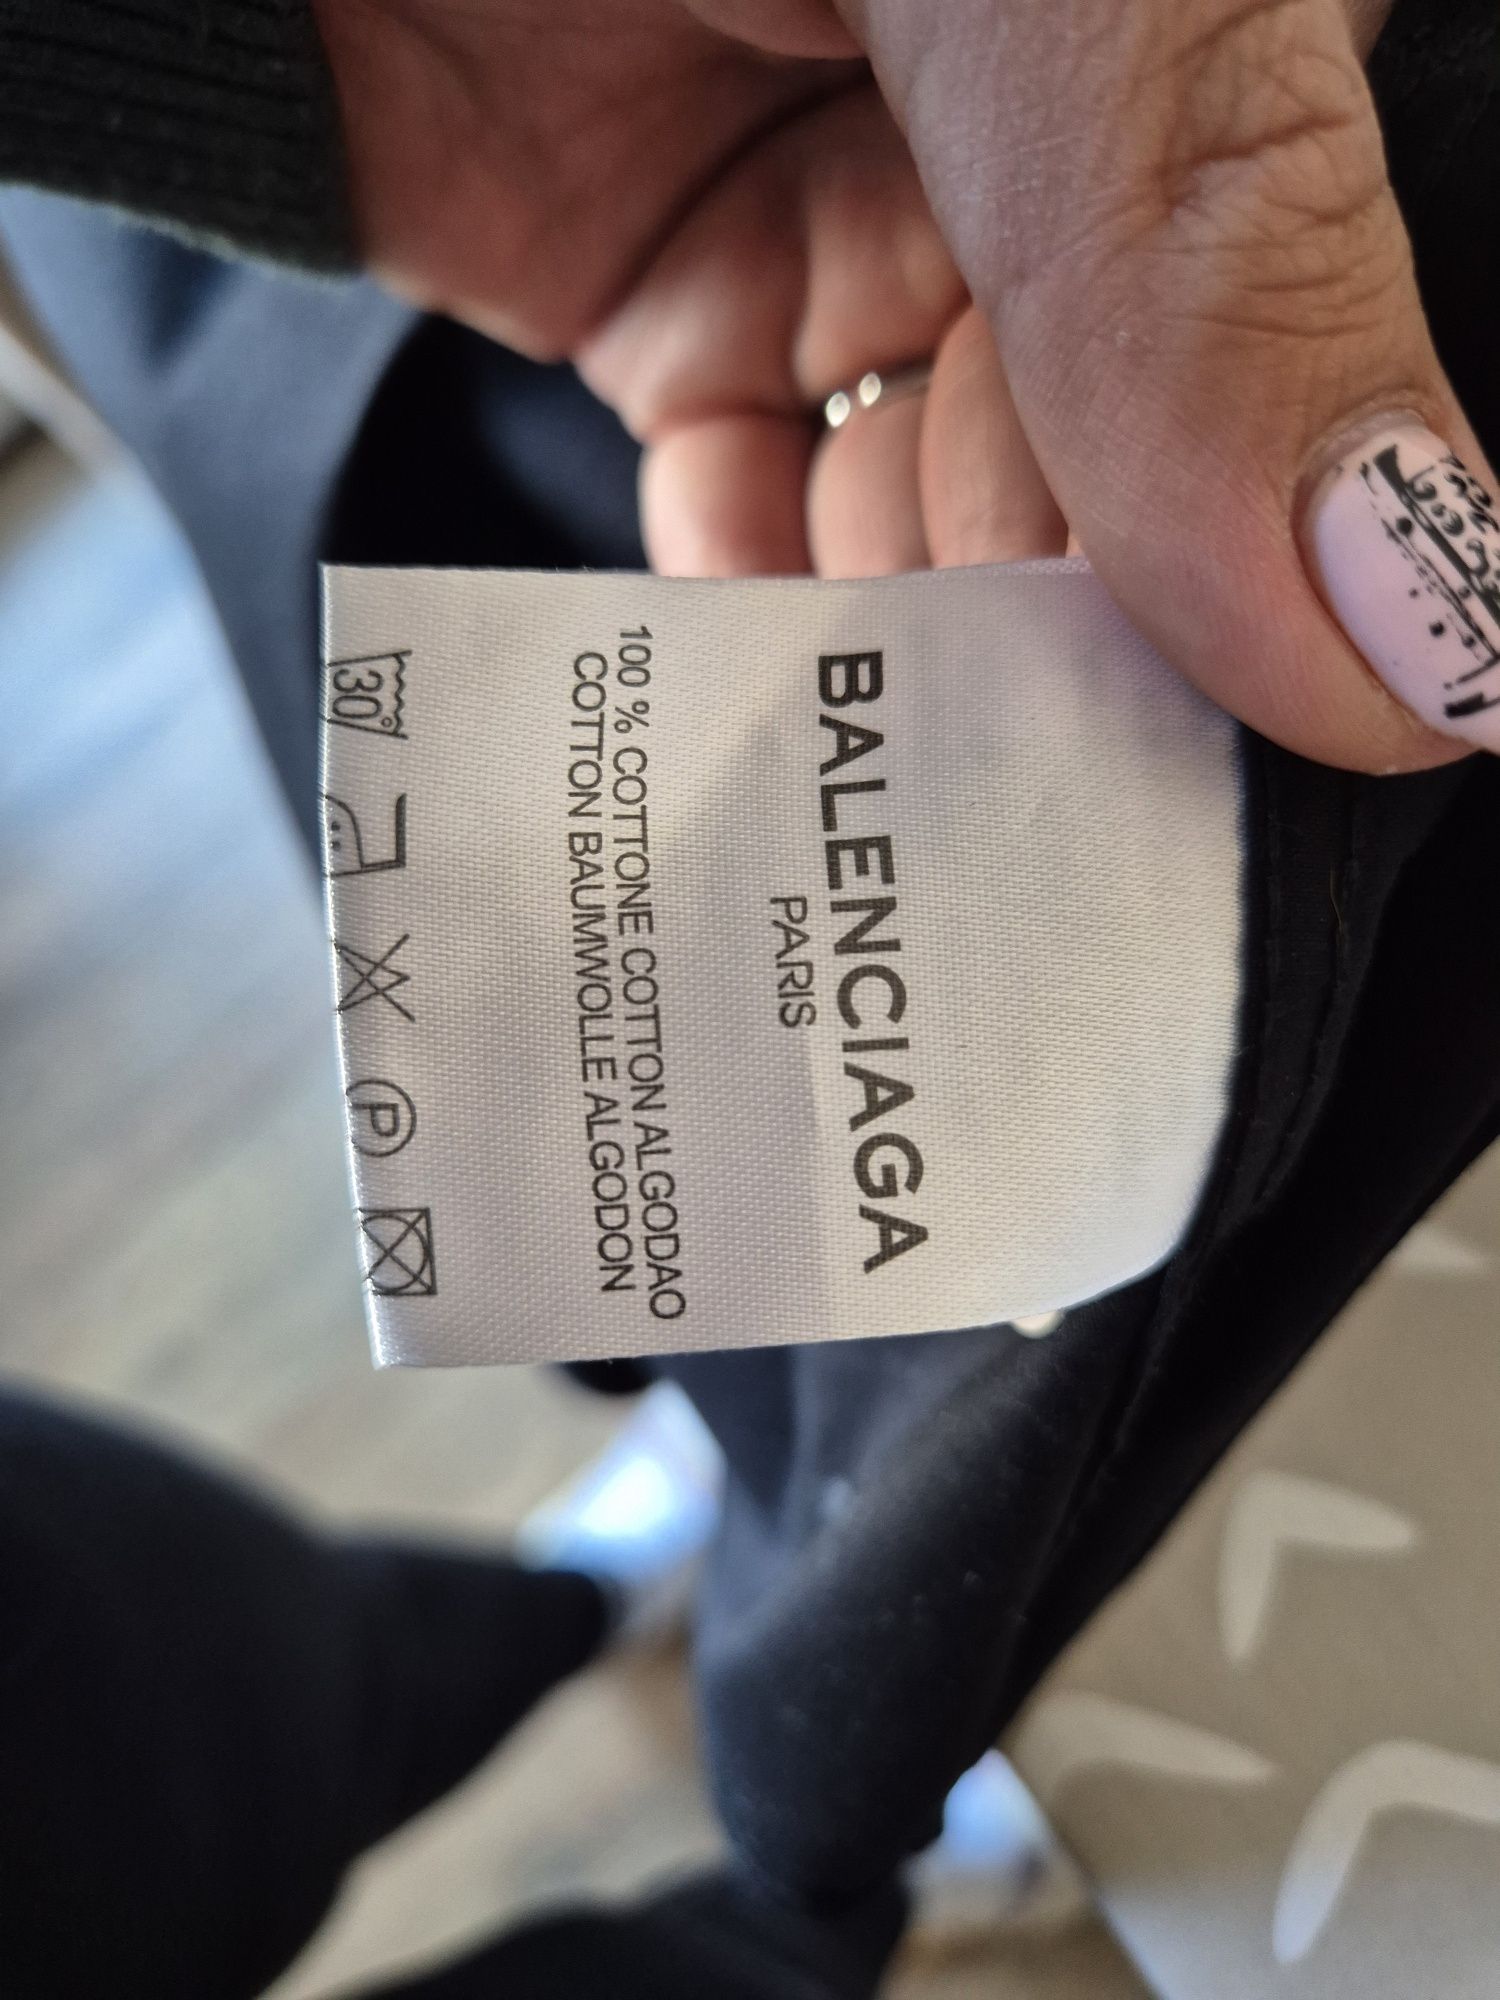 BALENCIAGA
PARIS
100 % COTTONE COTTON ALGODAO
COTTON BAUMWOLLE ALGODON
30°
P